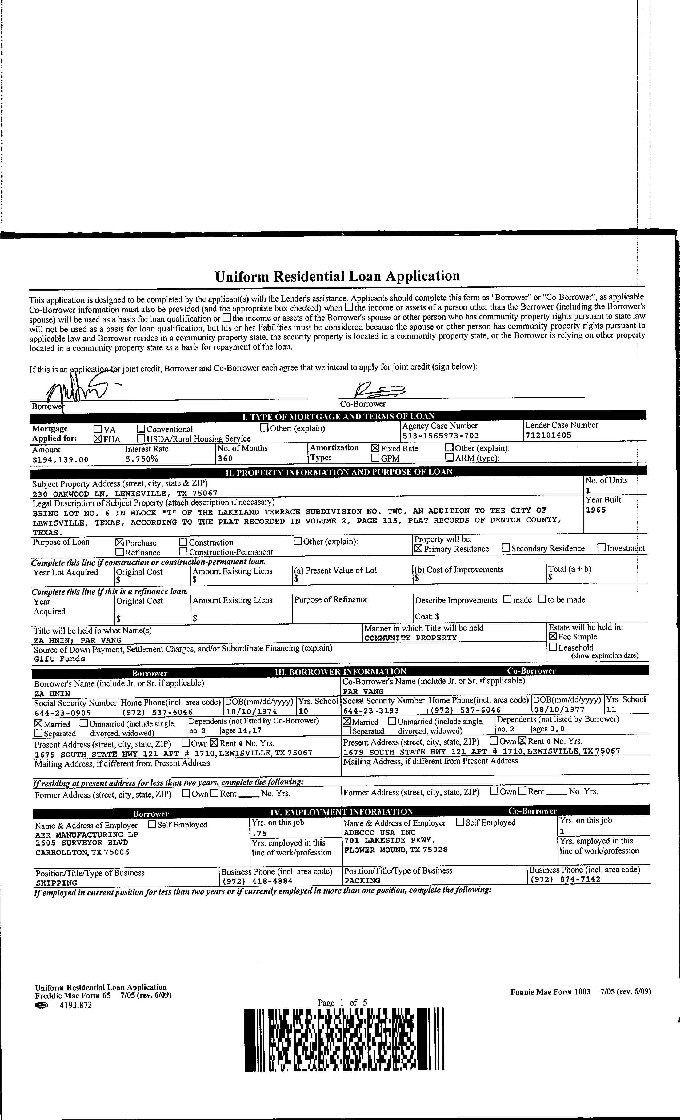 Uniform Residential Loan Application
This application is designed to be completed by the applicant(s) with the Lender's assistance. Applicants should complete this form as "Borrower" or "Co-Borrower", as applicable.
Co-Borrower information must also be provided (and the appropriate box checked) when ☐ the income or assets of a person other than the Borrower (including the Borrower's
spouse) will be used as a basis for loan qualification or ☐ the income or assets of the Borrower's spouse or other person who has community property rights pursuant to state law
will not be used as a basis for loan qualification, but his or her liabilities must be considered because the spouse or other person has community property rights pursuant to
applicable law and Borrower resides in a community property state, the security property is located in a community property state, or the Borrower is relying on other property
located in a community property state as a basis for repayment of the loan.
If this is an application for joint credit, Borrower and Co-Borrower each agree that we intend to apply for joint credit (sign below):
Borrower Co-Borrower
I. TYPE OF MORTGAGE AND TERMS OF LOAN
Mortgage ☐ VA ☐ Conventional ☐ Other: (explain) Agency Case Number Lender Case Number
Applied for: ☒ FHA ☐ USDA/Rural Housing Service 513-1565973-702 712101605
Amount Interest Rate No. of Months Amortization ☒ Fixed Rate ☐ Other (explain):
$194,139.00 5.750% 360 Type: ☐ GPM ☐ ARM (type):
II. PROPERTY INFORMATION AND PURPOSE OF LOAN
Subject Property Address (street, city, state & ZIP) No. of Units
230 OAKWOOD LN, LEWISVILLE, TX 75067 1
Legal Description of Subject Property (attach description if necessary) Year Built
BEING LOT NO. 6 IN BLOCK "I" OF THE LAKELAND TERRACE SUBDIVISION NO. TWO, AN ADDITION TO THE CITY OF 1965
LEWISVILLE, TEXAS, ACCORDING TO THE PLAT RECORDED IN VOLUME 2, PAGE 115, PLAT RECORDS OF DENTON COUNTY,
TEXAS.
Purpose of Loan ☒ Purchase ☐ Construction ☐ Other (explain): Property will be:
☐ Refinance ☐ Construction-Permanent ☒ Primary Residence ☐ Secondary Residence ☐ Investment
Complete this line if construction or construction-permanent loan.
Year Lot Acquired Original Cost Amount Existing Liens (a) Present Value of Lot (b) Cost of Improvements Total (a + b)
$ $ $ $ $
Complete this line if this is a refinance loan.
Year Original Cost Amount Existing Liens Purpose of Refinance Describe Improvements ☐ made ☐ to be made
Acquired
$ $ Cost: $
Title will be held in what Name(s) Manner in which Title will be held Estate will be held in:
ZA HNIN; PAR VANG COMMUNITY PROPERTY ☒ Fee Simple
Source of Down Payment, Settlement Charges, and/or Subordinate Financing (explain) ☐ Leasehold
Gift Funds (show expiration date)
Borrower III. BORROWER INFORMATION Co-Borrower
Borrower's Name (include Jr. or Sr. if applicable) Co-Borrower's Name (include Jr. or Sr. if applicable)
ZA HNIN PAR VANG
Social Security Number Home Phone(incl. area code) DOB(mm/dd/yyyy) Yrs. School Social Security Number Home Phone(incl. area code) DOB(mm/dd/yyyy) Yrs. School
644-23-0905 (972) 537-6046 10/10/1974 10 644-23-3193 (972) 537-6046 08/10/1977 11
☒ Married ☐ Unmarried (include single, Dependents (not listed by Co-Borrower) ☒ Married ☐ Unmarried (include single, Dependents (not listed by Borrower)
☐ Separated divorced, widowed) no. 2 ages 14,17 ☐ Separated divorced, widowed) no. 2 ages
Present Address (street, city, state, ZIP) ☐ Own ☒ Rent 4 No. Yrs. Present Address (street, city, state, ZIP) ☐ Own ☒ Rent 4 No. Yrs.
1675 SOUTH STATE HWY 121 APT # 1710, LEWISVILLE, TX 75067 1675 SOUTH STATE HWY 121 APT # 1710, LEWISVILLE, TX 75067
Mailing Address, if different from Present Address Mailing Address, if different from Present Address
If residing at present address for less than two years, complete the following:
Former Address (street, city, state, ZIP) ☐ Own ☐ Rent No. Yrs. Former Address (street, city, state, ZIP) ☐ Own ☐ Rent No. Yrs.
Borrower IV. EMPLOYMENT INFORMATION Co-Borrower
Name & Address of Employer ☐ Self Employed Yrs. on this job Name & Address of Employer ☐ Self Employed Yrs. on this job
AER MANUFACTURING LP .75 ADECCO USA INC 1
1605 SURVEYOR BLVD Yrs. employed in this 701 LAKESIDE PKWY, Yrs. employed in this
CARROLLTON, TX 75006 line of work/profession FLOWER MOUND, TX 75028 line of work/profession
Position/Title/Type of Business Business Phone (incl. area code) Position/Title/Type of Business Business Phone (incl. area code)
SHIPPING (972) 418-4884 PACKING (972) 874-7142
If employed in current position for less than two years or if currently employed in more than one position, complete the following:
Uniform Residential Loan Application
Freddie Mac Form 65 7/05 (rev. 6/09) Fannie Mae Form 1003 7/05 (rev. 6/09)
4193.872 Page 1 of 5